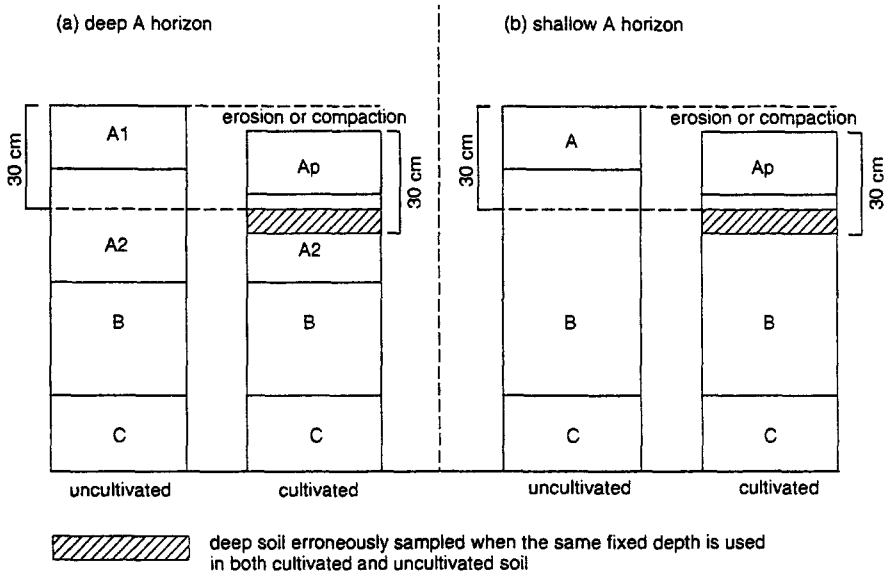 (a) deep A horizon
30 cm
A1
A2
B
C
uncultivated
erosion or compaction
Ap
30 cm
A2
B
C
cultivated
(b) shallow A horizon
30 cm
A
B
C
uncultivated
erosion or compaction
Ap
30 cm
B
C
cultivated
deep soil erroneously sampled when the same fixed depth is used
in both cultivated and uncultivated soil